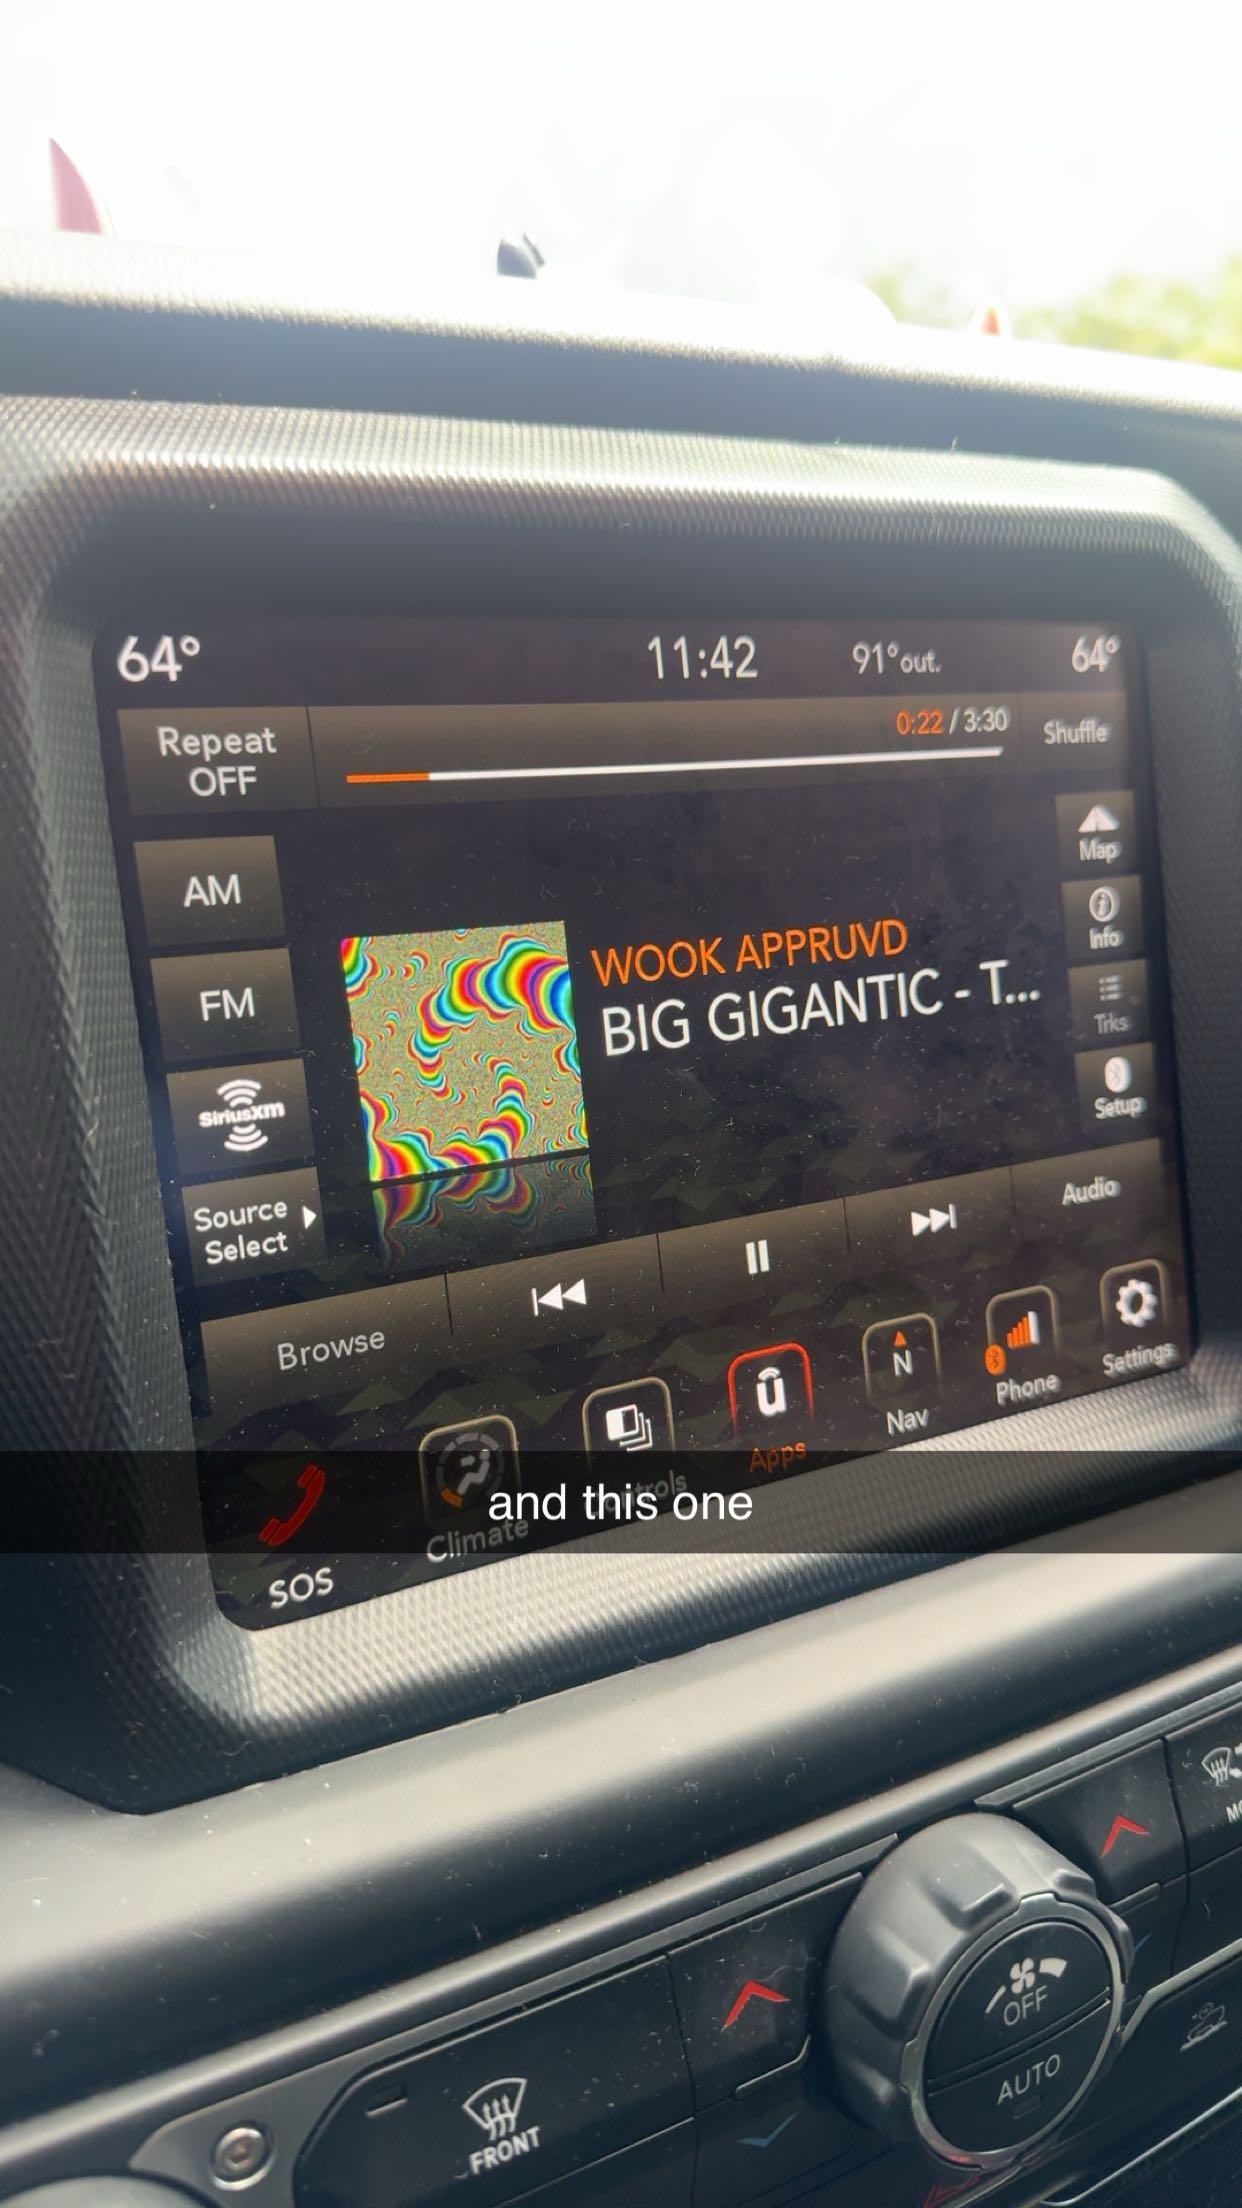 64° 11:42 91°out. 64°
Repeat
OFF
0:22 / 3:30
Shuffle
AM
FM
SiriusXM
Source
Select
WOOK APPRUVD
BIG GIGANTIC - T...
Map
Info
Trks
Setup
Browse
Audio
SOS
Climate
Controls
Apps
N
Nav
Phone
Settings
and this one
OFF
AUTO
FRONT